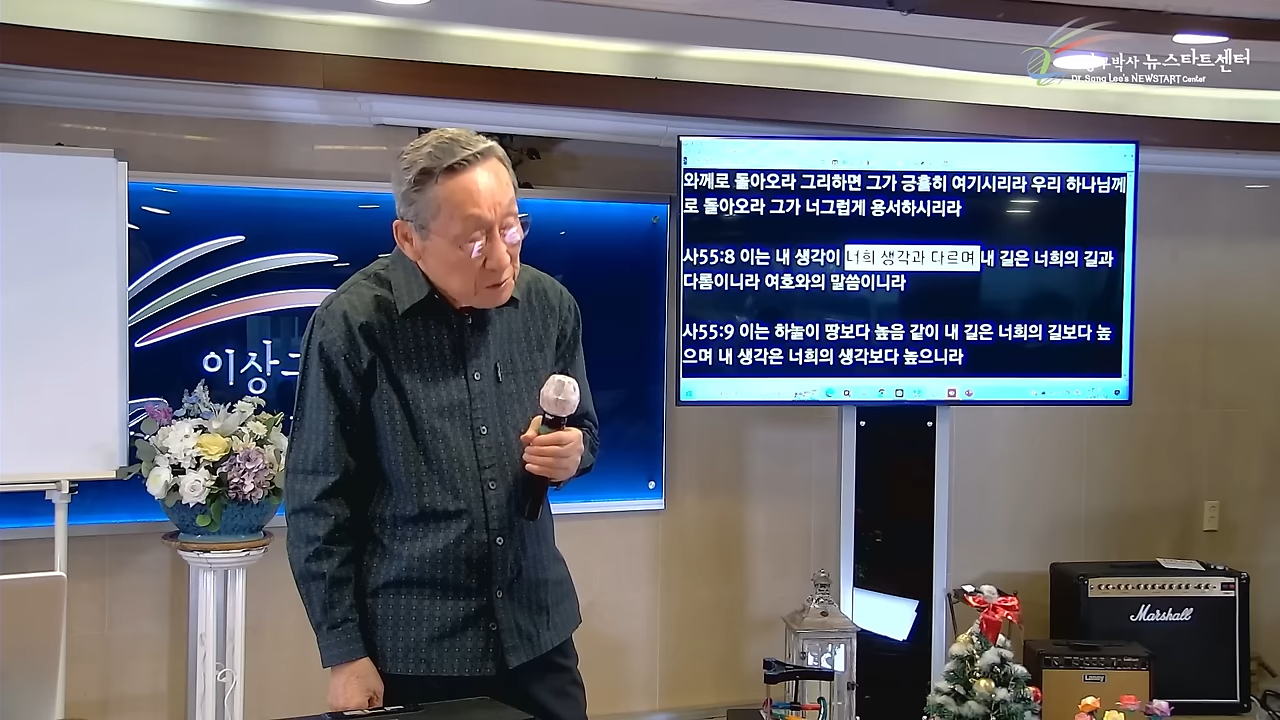 박사 뉴스타트센터
Dr. Sang Lee's NEWSTART Center
와께로 돌아오라 그리하면 그가 긍휼히 여기시리라 우리 하나님께
로 돌아오라 그가 너그럽게 용서하시리라
사55:8 이는 내 생각이 너희 생각과 다르며 내 길은 너희의 길과
다름이니라 여호와의 말씀이니라
사55:9 이는 하늘이 땅보다 높음 같이 내 길은 너희의 길보다 높
으며 내 생각은 너희의 생각보다 높으니라
이상
Marshall
Laney